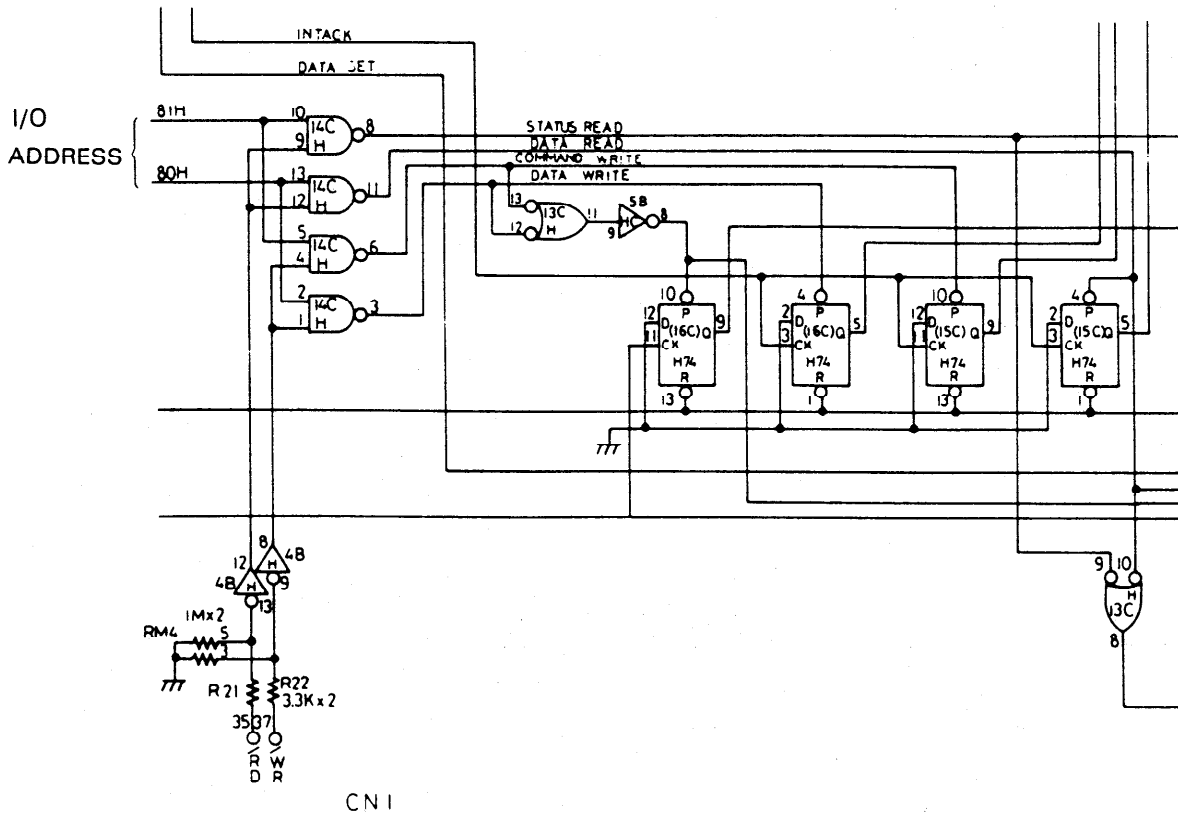 INTACK
DATA SET
I/O
ADDRESS
81H
80H
10
9
14C
H
8
13
12
14C
H
11
5
4
14C
H
6
2
1
14C
H
3
STATUS READ
DATA READ
COMMAND WRITE
DATA WRITE
13
12
13C
H
11
5B
H
9
8
10
P
12
D
(16C)
Q
9
11
CK
H74
R
13
4
P
2
D
(16C)
Q
5
3
CK
H74
R
1
10
P
12
D
(15C)
Q
9
11
CK
H74
R
13
4
P
2
D
(15C)
Q
5
3
CK
H74
R
1
12
4B
H
13
8
4B
H
9
1M×2
RM4
5
3
R21
R22
3.3K×2
35
37
/RD
/WR
CN1
9
10
H
13C
8